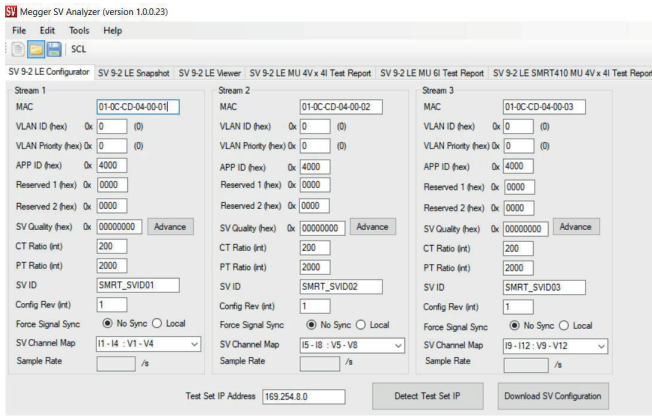 SV Megger SV Analyzer (version 1.0.0.23)
File Edit Tools Help
SCL
SV 9-2 LE Configurator SV 9-2 LE Snapshot SV 9-2 LE Viewer SV 9-2 LE MU 4V x 4I Test Report SV 9-2 LE MU 6I Test Report SV 9-2 LE SMRT410 MU 4V x 4I Test Report
Stream 1
MAC 01-0C-CD-04-00-01
VLAN ID (hex) 0x 0 (0)
VLAN Priority (hex) 0x 0 (0)
APP ID (hex) 0x 4000
Reserved 1 (hex) 0x 0000
Reserved 2 (hex) 0x 0000
SV Quality (hex) 0x 00000000 Advance
CT Ratio (int) 200
PT Ratio (int) 2000
SV ID SMRT_SVID01
Config Rev (int) 1
Force Signal Sync No Sync Local
SV Channel Map I1 - I4 : V1 - V4
Sample Rate /s
Stream 2
MAC 01-0C-CD-04-00-02
VLAN ID (hex) 0x 0 (0)
VLAN Priority (hex) 0x 0 (0)
APP ID (hex) 0x 4000
Reserved 1 (hex) 0x 0000
Reserved 2 (hex) 0x 0000
SV Quality (hex) 0x 00000000 Advance
CT Ratio (int) 200
PT Ratio (int) 2000
SV ID SMRT_SVID02
Config Rev (int) 1
Force Signal Sync No Sync Local
SV Channel Map I5 - I8 : V5 - V8
Sample Rate /s
Stream 3
MAC 01-0C-CD-04-00-03
VLAN ID (hex) 0x 0 (0)
VLAN Priority (hex) 0x 0 (0)
APP ID (hex) 0x 4000
Reserved 1 (hex) 0x 0000
Reserved 2 (hex) 0x 0000
SV Quality (hex) 0x 00000000 Advance
CT Ratio (int) 200
PT Ratio (int) 2000
SV ID SMRT_SVID03
Config Rev (int) 1
Force Signal Sync No Sync Local
SV Channel Map I9 - I12 : V9 - V12
Sample Rate /s
Test Set IP Address 169.254.8.0 Detect Test Set IP Download SV Configuration